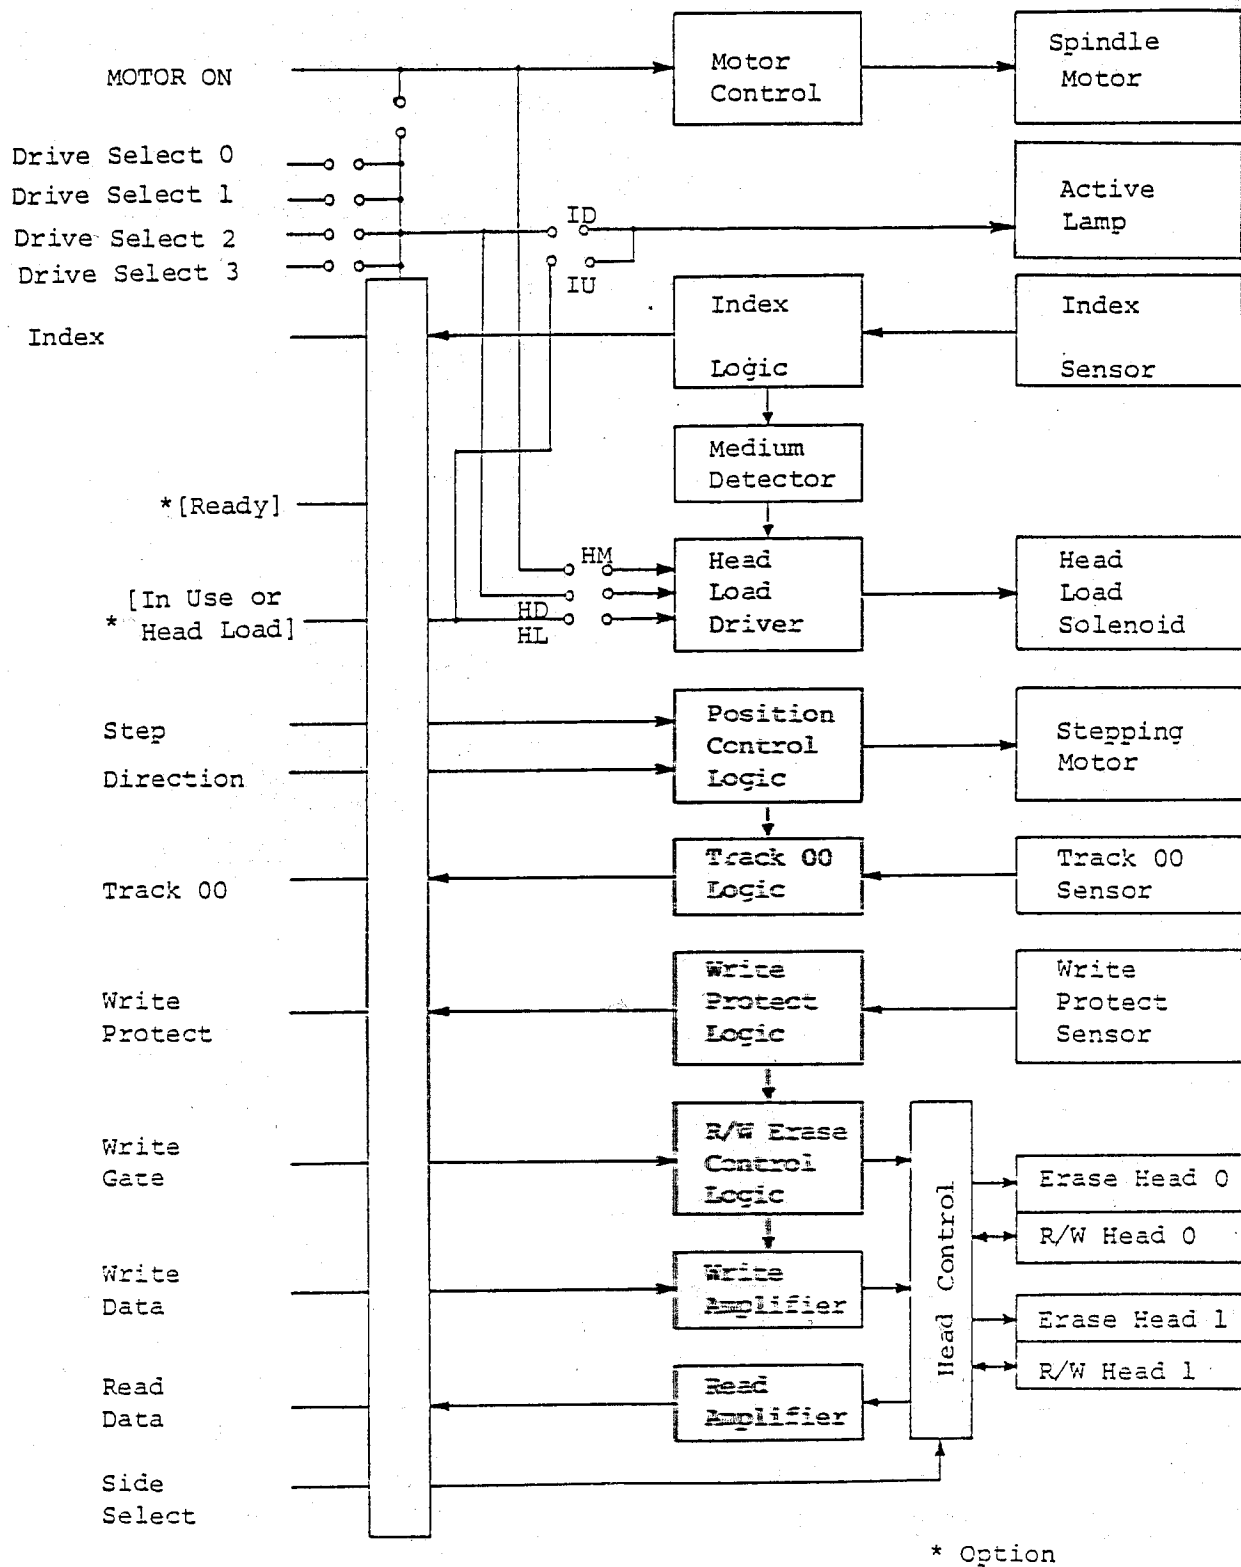 MOTOR ON
Motor
Control
Spindle
Motor
Drive Select 0
Drive Select 1
Drive Select 2
Drive Select 3
ID
IU
Active
Lamp
Index
Index
Logic
Index
Sensor
Medium
Detector
*[Ready]
[In Use or
* Head Load]
HM
HD
HL
Head
Load
Driver
Head
Load
Solenoid
Step
Direction
Position
Control
Logic
Stepping
Motor
Track 00
Track 00
Logic
Track 00
Sensor
Write
Protect
Write
Protect
Logic
Write
Protect
Sensor
Write
Gate
R/W Erase
Control
Logic
Head Control
Erase Head 0
R/W Head 0
Erase Head 1
R/W Head 1
Write
Data
Write
Amplifier
Read
Data
Read
Amplifier
Side
Select
* Option